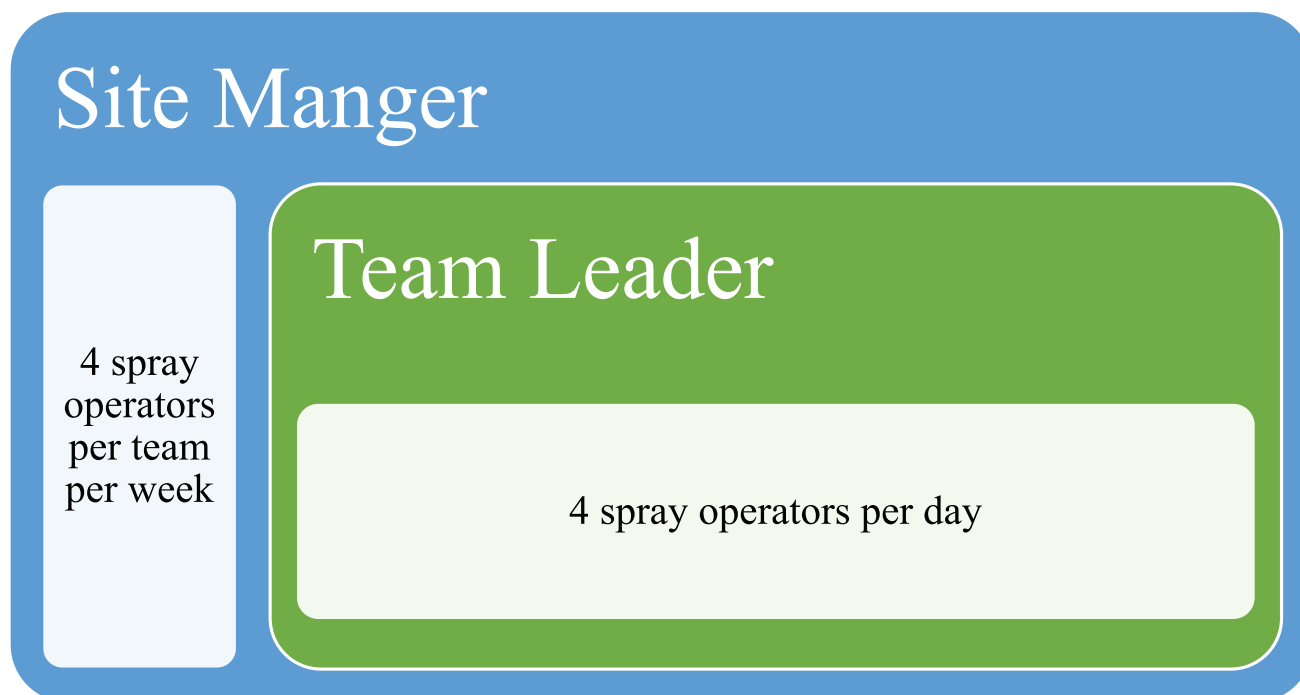 Site Manger
4 spray
operators
per team
per week
Team Leader
4 spray operators per day